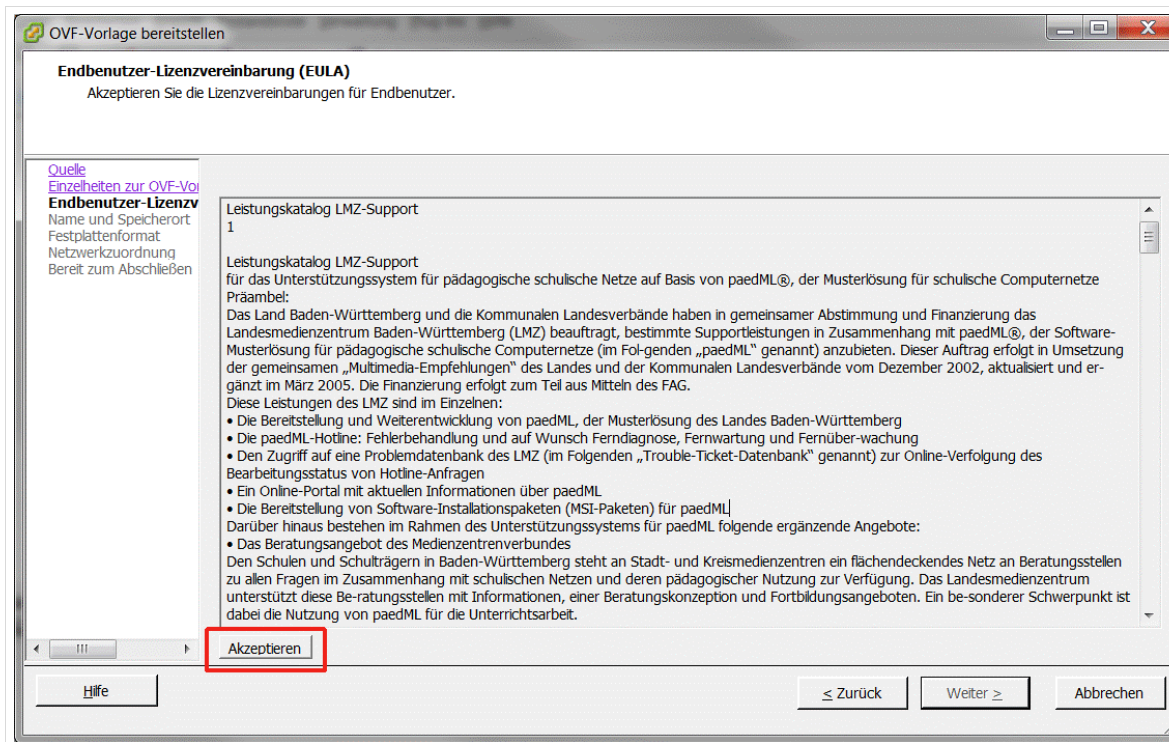 OVF-Vorlage bereitstellen
Endbenutzer-Lizenzvereinbarung (EULA)
Akzeptieren Sie die Lizenzvereinbarungen für Endbenutzer.
Quelle
Einzelheiten zur OVF-Vor
Endbenutzer-Lizenzv
Name und Speicherort
Festplattenformat
Netzwerkzuordnung
Bereit zum Abschließen
Leistungskatalog LMZ-Support
1
Leistungskatalog LMZ-Support
für das Unterstützungssystem für pädagogische schulische Netze auf Basis von paedML®, der Musterlösung für schulische Computernetze
Präambel:
Das Land Baden-Württemberg und die Kommunalen Landesverbände haben in gemeinsamer Abstimmung und Finanzierung das
Landesmedienzentrum Baden-Württemberg (LMZ) beauftragt, bestimmte Supportleistungen in Zusammenhang mit paedML®, der Software-
Musterlösung für pädagogische schulische Computernetze (im Fol-genden „paedML“ genannt) anzubieten. Dieser Auftrag erfolgt in Umsetzung
der gemeinsamen „Multimedia-Empfehlungen“ des Landes und der Kommunalen Landesverbände vom Dezember 2002, aktualisiert und er-
gänzt im März 2005. Die Finanzierung erfolgt zum Teil aus Mitteln des FAG.
Diese Leistungen des LMZ sind im Einzelnen:
• Die Bereitstellung und Weiterentwicklung von paedML, der Musterlösung des Landes Baden-Württemberg
• Die paedML-Hotline: Fehlerbehandlung und auf Wunsch Ferndiagnose, Fernwartung und Fernüber-wachung
• Den Zugriff auf eine Problemdatenbank des LMZ (im Folgenden „Trouble-Ticket-Datenbank“ genannt) zur Online-Verfolgung des
Bearbeitungsstatus von Hotline-Anfragen
• Ein Online-Portal mit aktuellen Informationen über paedML
• Die Bereitstellung von Software-Installationspaketen (MSI-Paketen) für paedML
Darüber hinaus bestehen im Rahmen des Unterstützungssystems für paedML folgende ergänzende Angebote:
• Das Beratungsangebot des Medienzentrenverbundes
Den Schulen und Schulträgern in Baden-Württemberg steht an Stadt- und Kreismedienzentren ein flächendeckendes Netz an Beratungsstellen
zu allen Fragen im Zusammenhang mit schulischen Netzen und deren pädagogischer Nutzung zur Verfügung. Das Landesmedienzentrum
unterstützt diese Be-ratungsstellen mit Informationen, einer Beratungskonzeption und Fortbildungsangeboten. Ein be-sonderer Schwerpunkt ist
dabei die Nutzung von paedML für die Unterrichtsarbeit.
Akzeptieren
Hilfe
< Zurück
Weiter >
Abbrechen